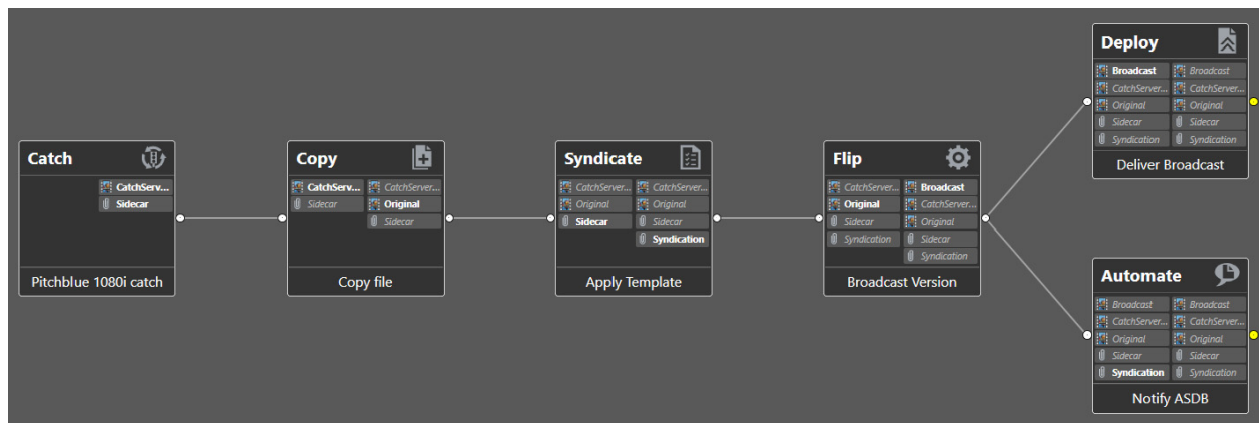 Catch
CatchServ...
Sidecar
Pitchblue 1080i catch
Copy
CatchServ... CatchServer...
Sidecar Original
Sidecar
Copy file
Syndicate
CatchServer... CatchServer...
Original Original
Sidecar Sidecar
Syndication
Apply Template
Flip
CatchServer... Broadcast
Original CatchServer...
Sidecar Original
Syndication Sidecar
Syndication
Broadcast Version
Deploy
Broadcast Broadcast
CatchServer... CatchServer...
Original Original
Sidecar Sidecar
Syndication Syndication
Deliver Broadcast
Automate
Broadcast Broadcast
CatchServer... CatchServer...
Original Original
Sidecar Sidecar
Syndication Syndication
Notify ASDB